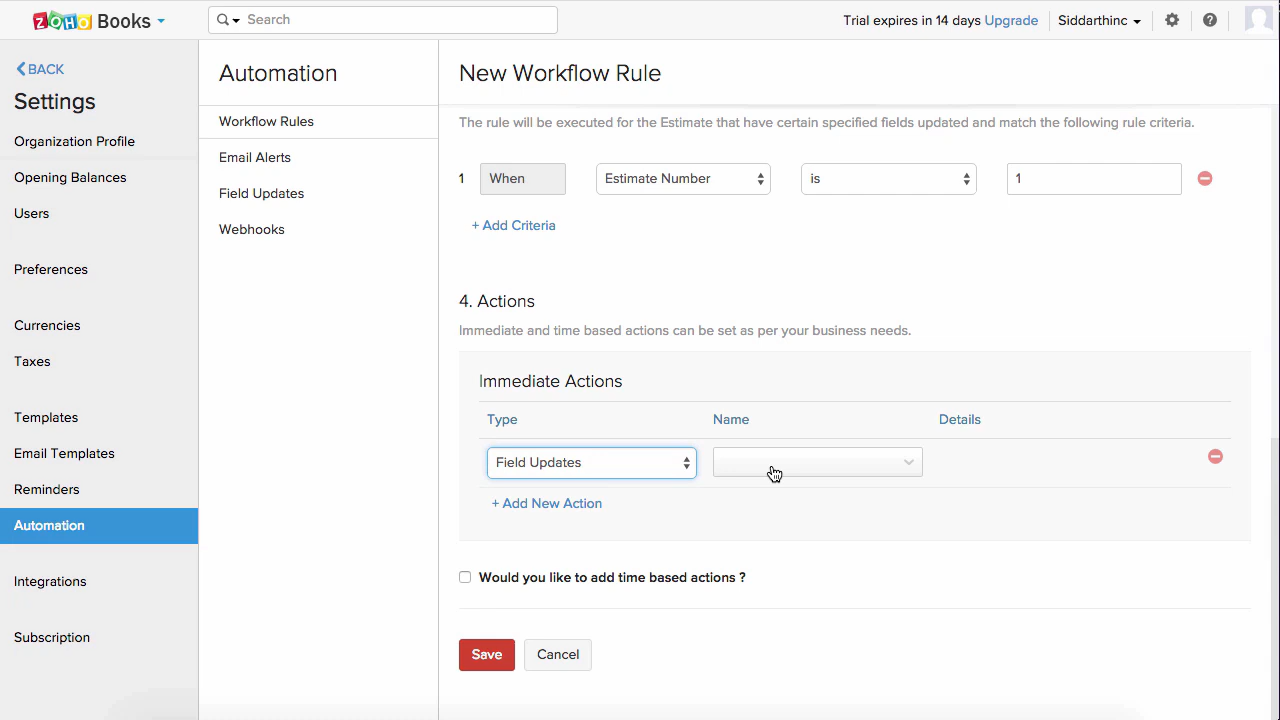 ZOHO Books
Search
Trial expires in 14 days Upgrade
Siddarthinc
BACK
Settings
Organization Profile
Opening Balances
Users
Preferences
Currencies
Taxes
Templates
Email Templates
Reminders
Automation
Integrations
Subscription
Automation
Workflow Rules
Email Alerts
Field Updates
Webhooks
New Workflow Rule
The rule will be executed for the Estimate that have certain specified fields updated and match the following rule criteria.
1 When Estimate Number is 1
+ Add Criteria
4. Actions
Immediate and time based actions can be set as per your business needs.
Immediate Actions
Type Name Details
Field Updates
+ Add New Action
Would you like to add time based actions ?
Save Cancel